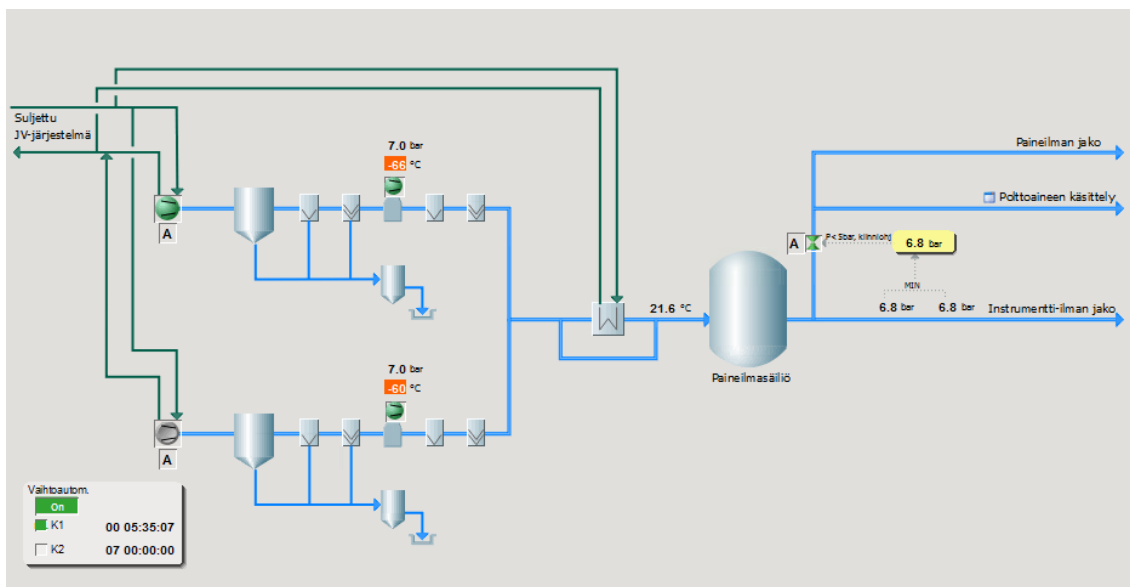 Suljettu
JV-järjestelmä
7.0 bar
-66 °C
A
Paineilman jako
Polttoaineen käsittely
A
P< 5bar, kiinniohj
6.8 bar
MIN
6.8 bar 6.8 bar
21.6 °C
Instrumentti-ilman jako
Paineilmasäiliö
7.0 bar
-60 °C
A
Vaihtoautom.
On
K1 00 05:35:07
K2 07 00:00:00